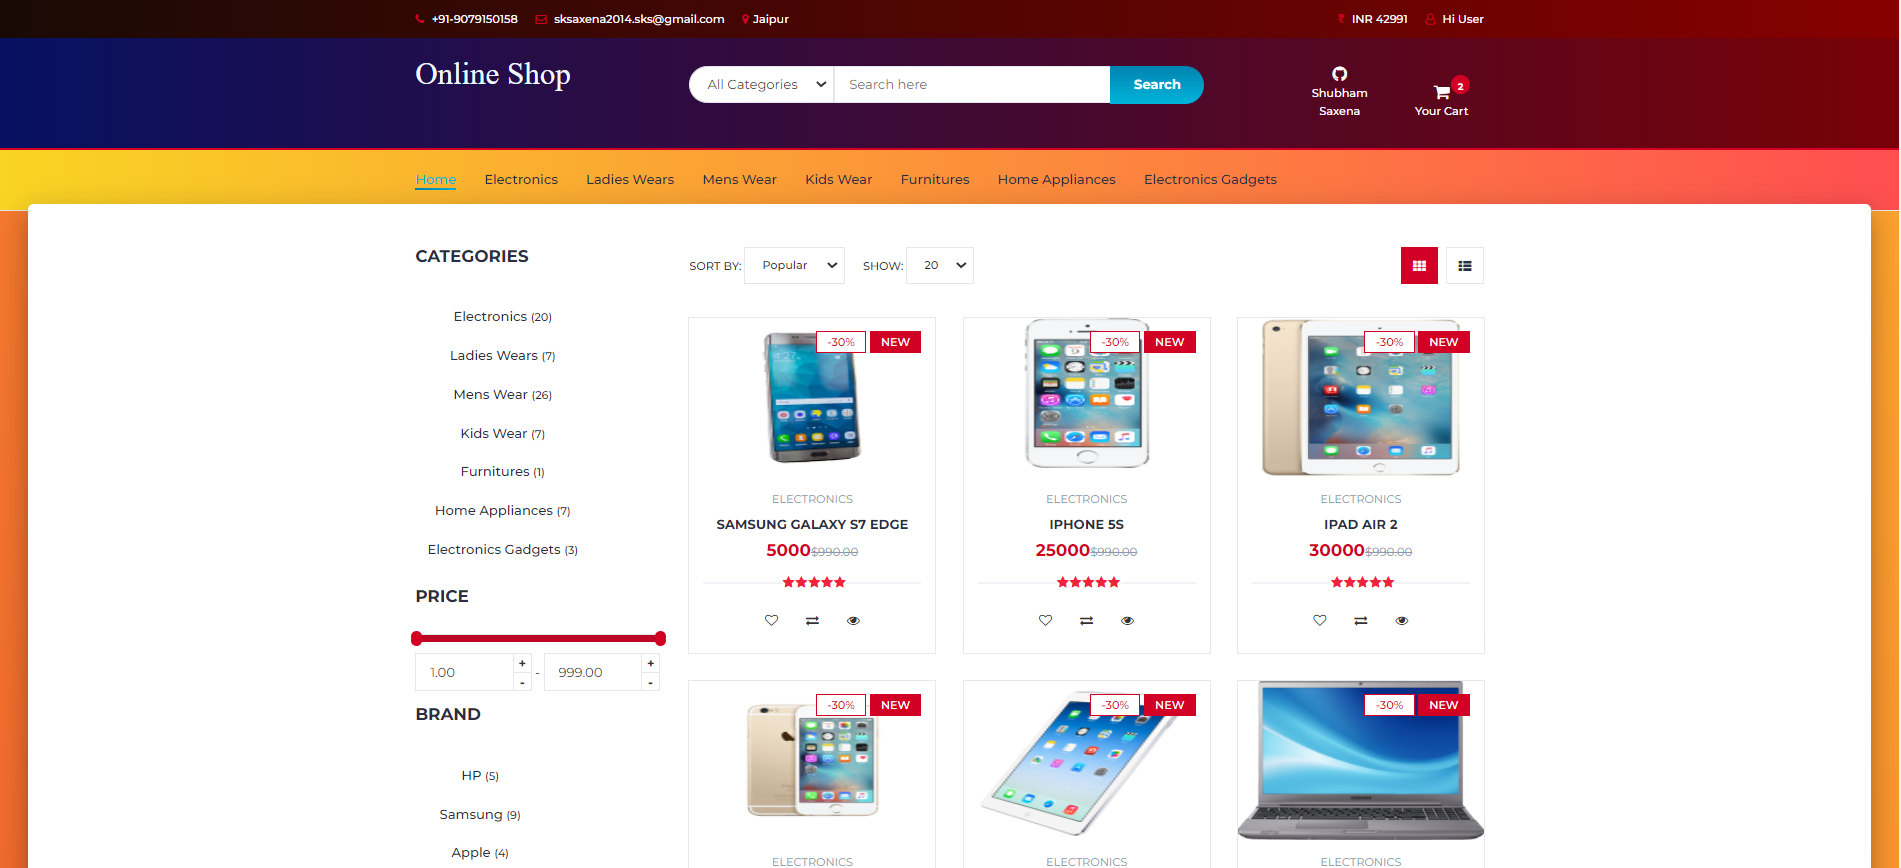 +91-9079150158 sksaxena2014.sks@gmail.com Jaipur INR 42991 Hi User
Online Shop
All Categories Search here Search
Shubham
Saxena
2
Your Cart
Home Electronics Ladies Wears Mens Wear Kids Wear Furnitures Home Appliances Electronics Gadgets
CATEGORIES
Electronics (20)
Ladies Wears (7)
Mens Wear (26)
Kids Wear (7)
Furnitures (1)
Home Appliances (7)
Electronics Gadgets (3)
PRICE
1.00 + - - 999.00 + -
BRAND
HP (5)
Samsung (9)
Apple (4)
SORT BY: Popular SHOW: 20
-30% NEW
4:27
ELECTRONICS
SAMSUNG GALAXY S7 EDGE
5000$990.00
-30% NEW
ELECTRONICS
IPHONE 5S
25000$990.00
-30% NEW
ELECTRONICS
IPAD AIR 2
30000$990.00
-30% NEW
ELECTRONICS
-30% NEW
ELECTRONICS
-30% NEW
ELECTRONICS